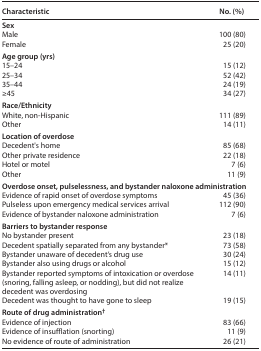 Characteristic No. (%)
Sex
Male 100 (80)
Female 25 (20)
Age group (yrs)
15–24 15 (12)
25–34 52 (42)
35–44 24 (19)
≥45 34 (27)
Race/Ethnicity
White, non-Hispanic 111 (89)
Other 14 (11)
Location of overdose
Decedent's home 85 (68)
Other private residence 22 (18)
Hotel or motel 7 (6)
Other 11 (9)
Overdose onset, pulselessness, and bystander naloxone administration
Evidence of rapid onset of overdose symptoms 45 (36)
Pulseless upon emergency medical services arrival 112 (90)
Evidence of bystander naloxone administration 7 (6)
Barriers to bystander response
No bystander present 23 (18)
Decedent spatially separated from any bystander* 73 (58)
Bystander unaware of decedent's drug use 30 (24)
Bystander also using drugs or alcohol 15 (12)
Bystander reported symptoms of intoxication or overdose 14 (11)
(snoring, falling asleep, or nodding), but did not realize
decedent was overdosing
Decedent was thought to have gone to sleep 19 (15)
Route of drug administration†
Evidence of injection 83 (66)
Evidence of insufflation (snorting) 11 (9)
No evidence of route of administration 26 (21)